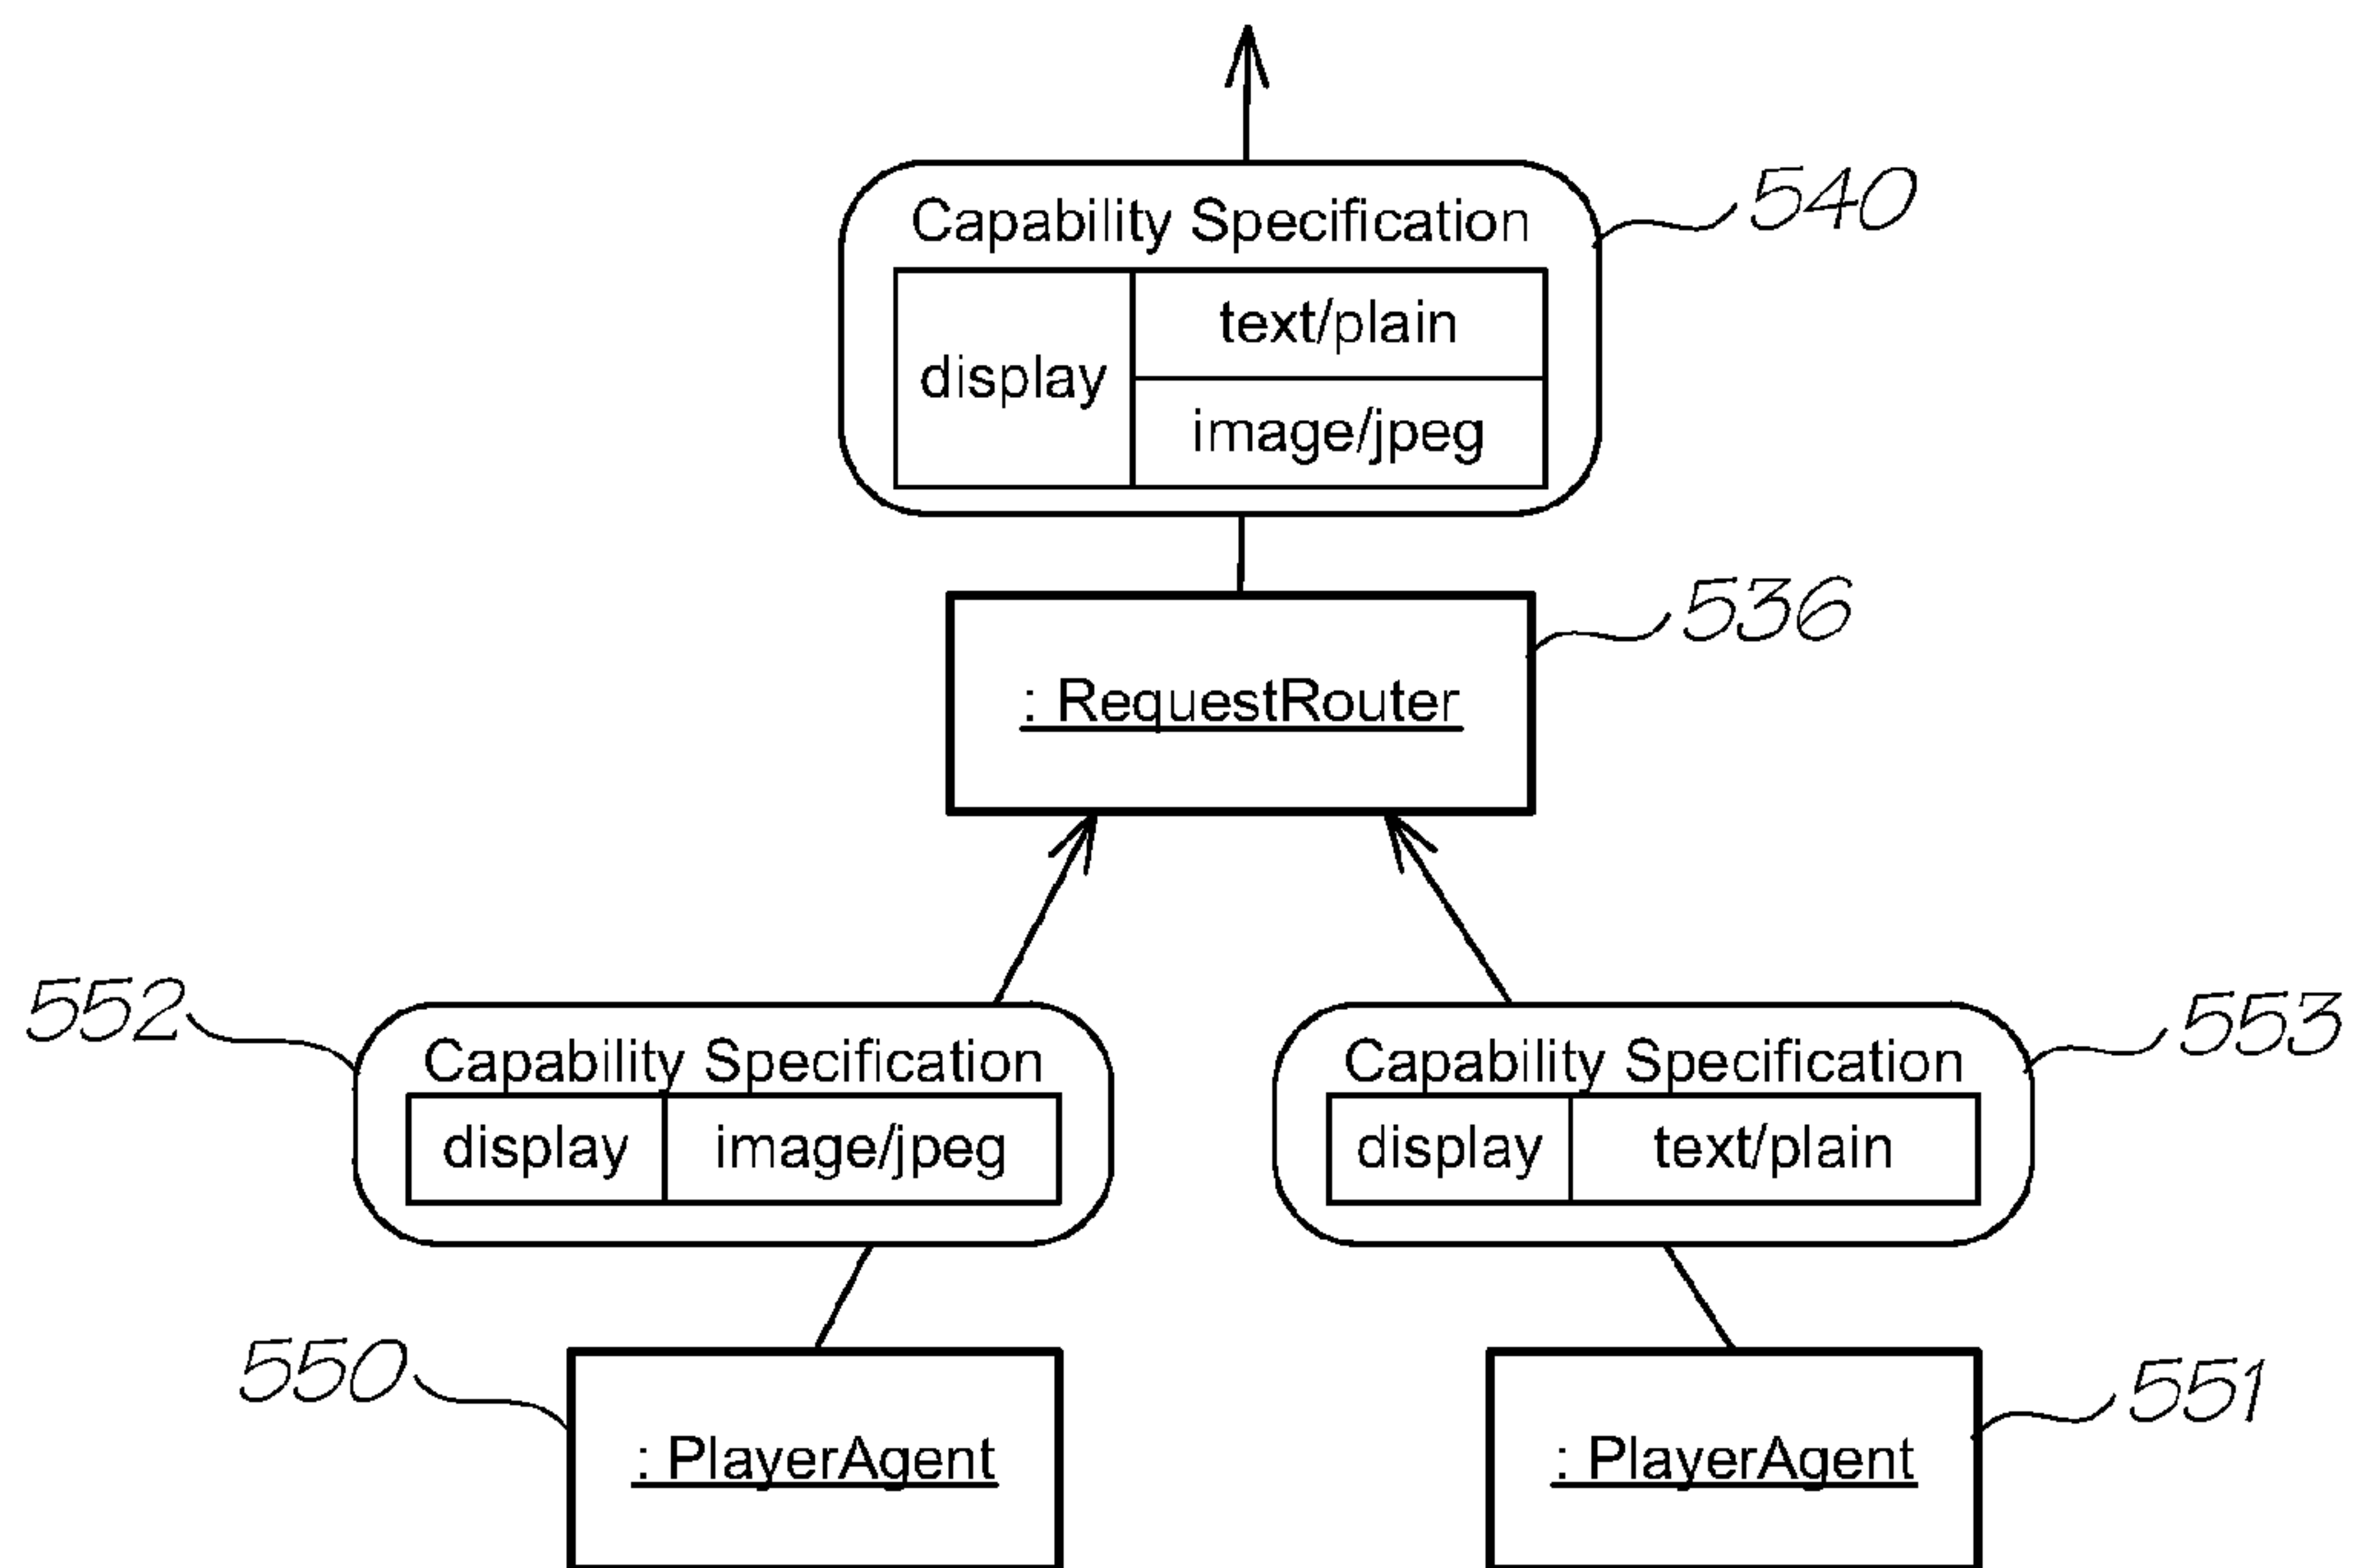 Capability Specification
540
display
text/plain
image/jpeg
536
: RequestRouter
552
Capability Specification
display image/jpeg
Capability Specification
553
display text/plain
550
: PlayerAgent
: PlayerAgent
551